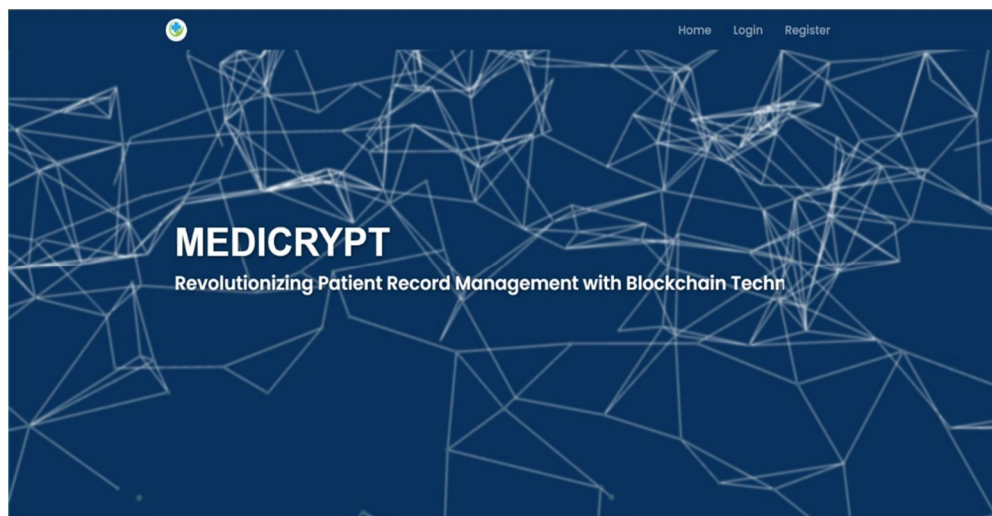 Home Login Register
MEDICRYPT
Revolutionizing Patient Record Management with Blockchain Techn